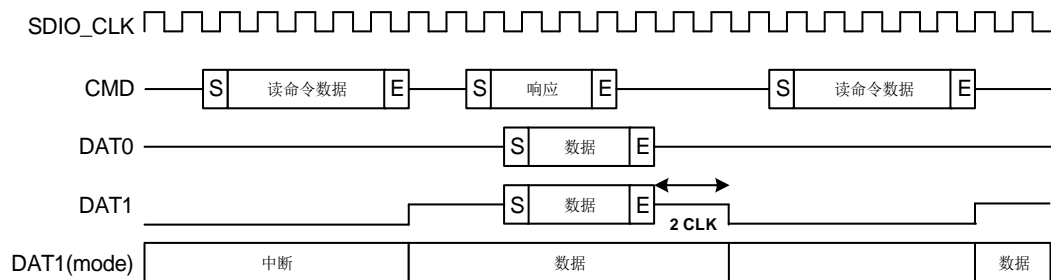 SDIO_CLK
CMD S 读命令数据 E S 响应 E S 读命令数据 E
DAT0 S 数据 E
DAT1 S 数据 E
2 CLK
DAT1(mode) 中断 数据 数据